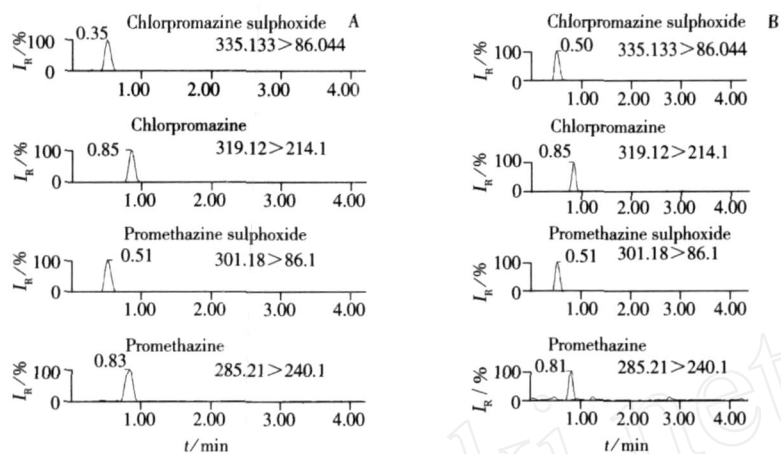 Chlorpromazine sulphoxide A
0.35
335.133>86.044
I_R/%
100
0
1.00 2.00 3.00 4.00
Chlorpromazine
0.85
319.12>214.1
I_R/%
100
0
1.00 2.00 3.00 4.00
Promethazine sulphoxide
0.51
301.18>86.1
I_R/%
100
0
1.00 2.00 3.00 4.00
Promethazine
0.83
285.21>240.1
I_R/%
100
0
1.00 2.00 3.00 4.00
t/min
Chlorpromazine sulphoxide B
0.50
335.133>86.044
I_R/%
100
0
1.00 2.00 3.00 4.00
Chlorpromazine
0.85
319.12>214.1
I_R/%
100
0
1.00 2.00 3.00 4.00
Promethazine sulphoxide
0.51
301.18>86.1
I_R/%
100
0
1.00 2.00 3.00 4.00
Promethazine
0.81
285.21>240.1
I_R/%
100
0
1.00 2.00 3.00 4.00
t/min